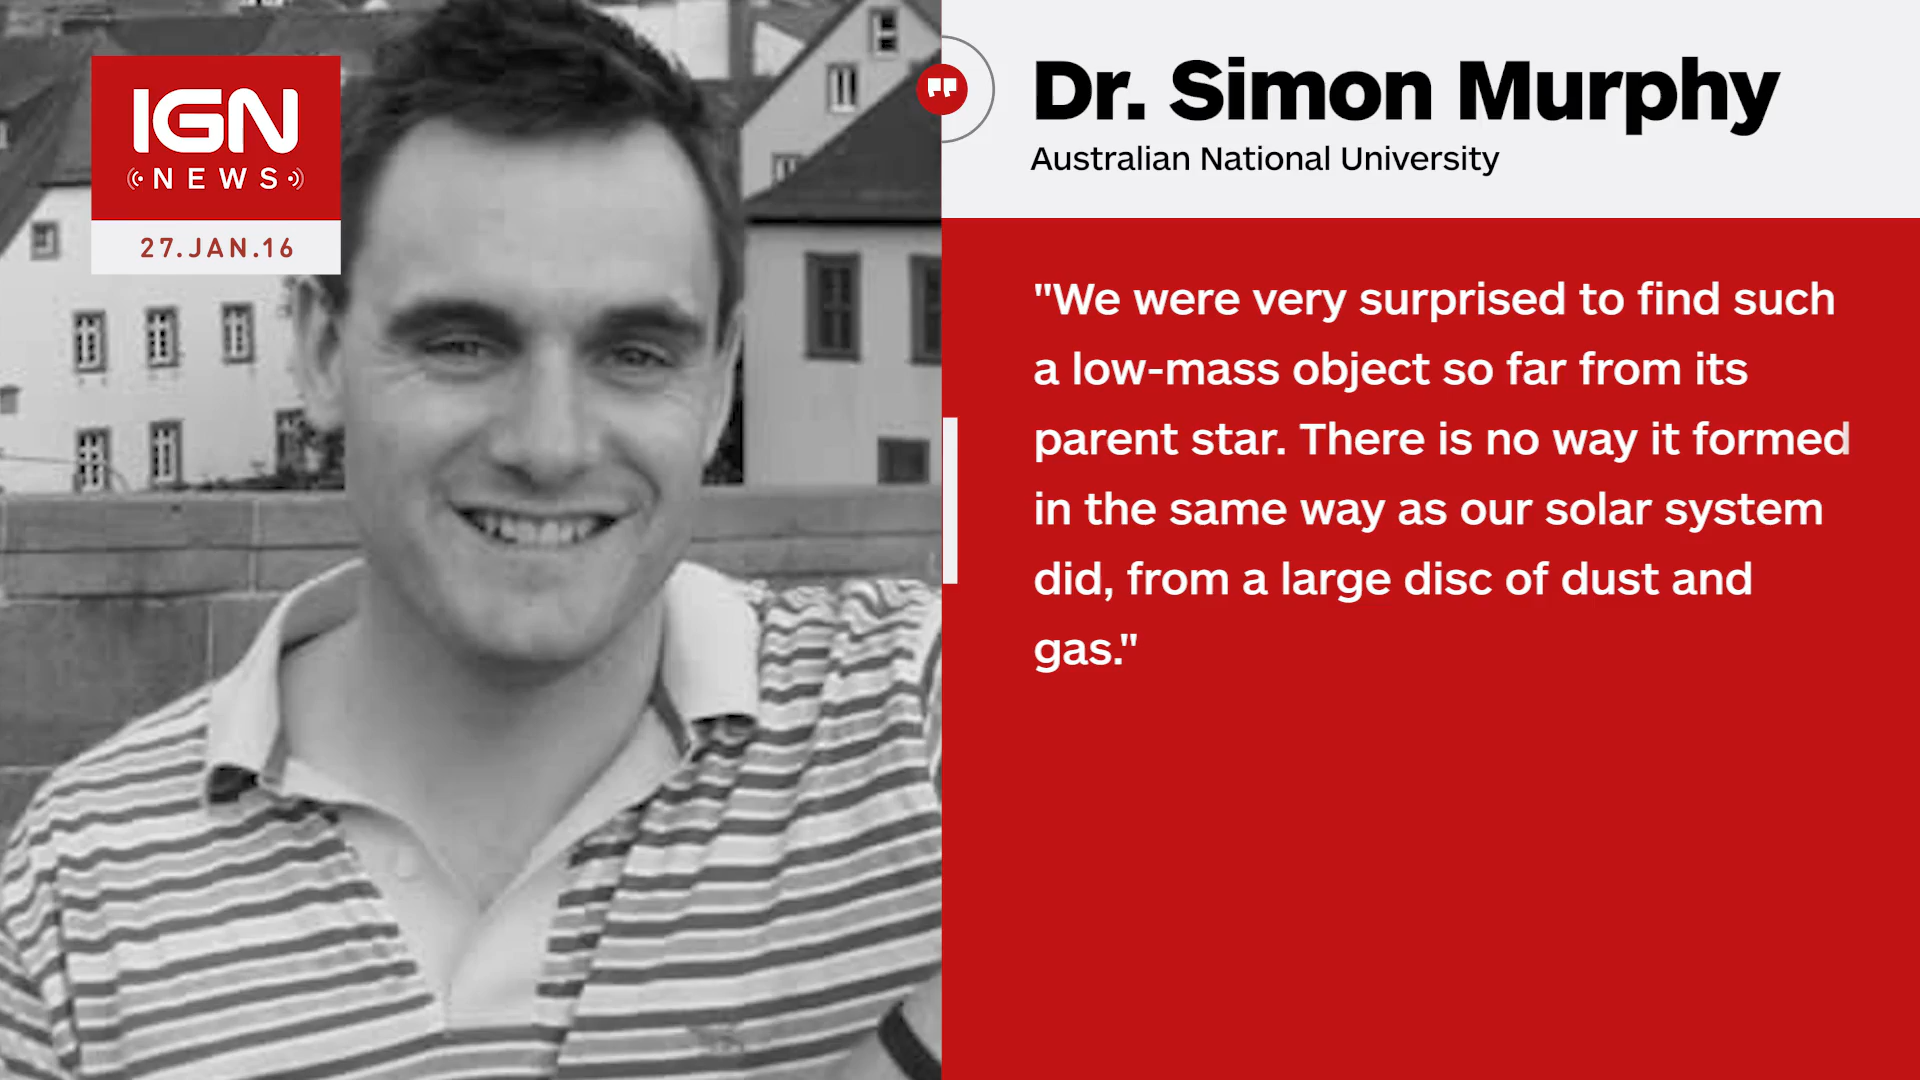 IGN
NEWS
27.JAN.16
Dr. Simon Murphy
Australian National University
"We were very surprised to find such
a low-mass object so far from its
parent star. There is no way it formed
in the same way as our solar system
did, from a large disc of dust and
gas."